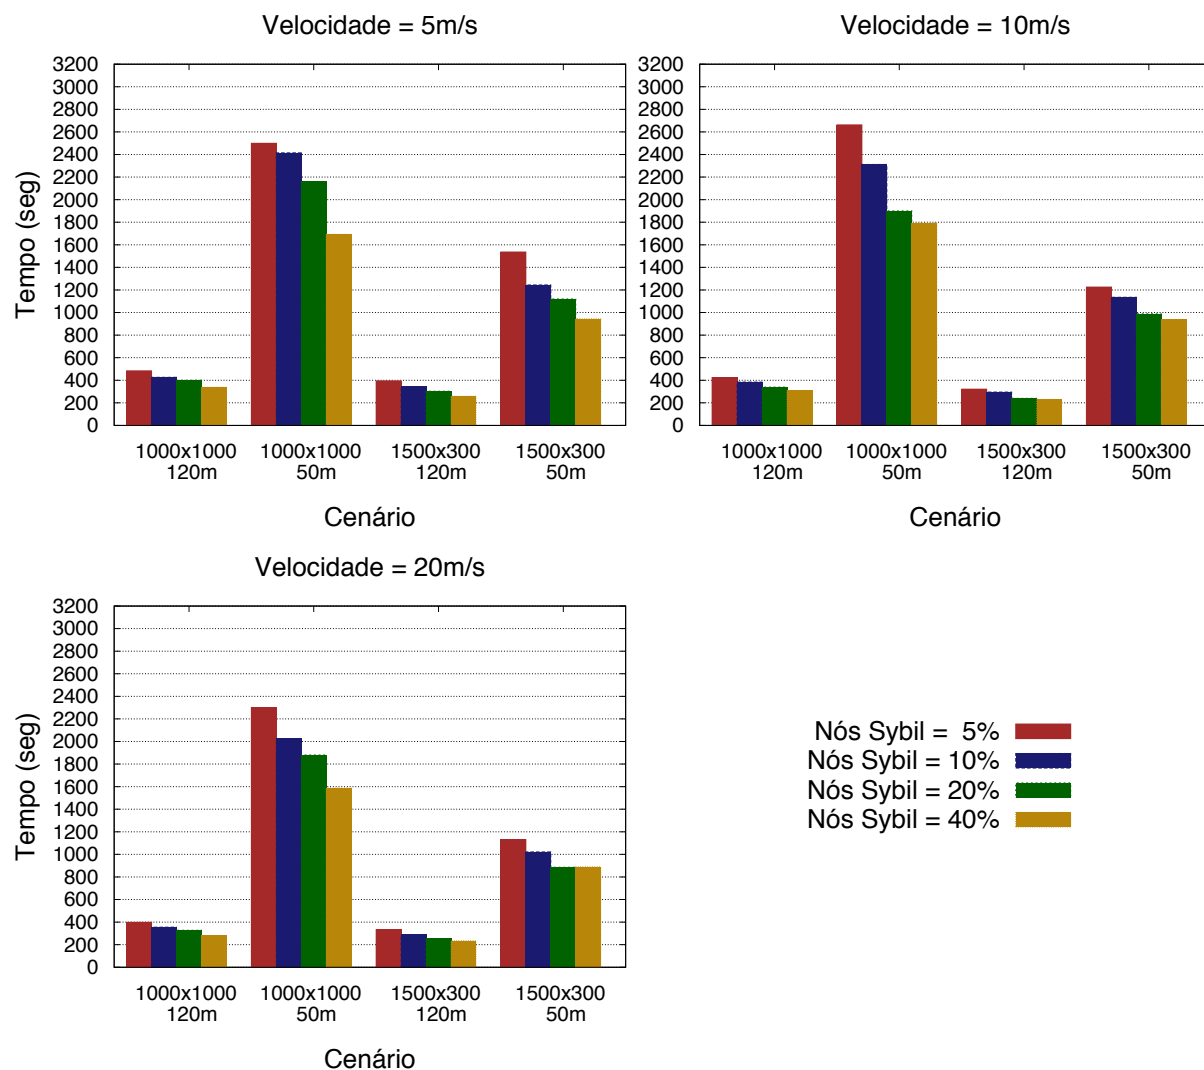 Velocidade = 5m/s
Tempo (seg)
3200
3000
2800
2600
2400
2200
2000
1800
1600
1400
1200
1000
800
600
400
200
0
1000x1000 1000x1000 1500x300 1500x300
120m 50m 120m 50m
Cenário
Velocidade = 10m/s
3200
3000
2800
2600
2400
2200
2000
1800
1600
1400
1200
1000
800
600
400
200
0
1000x1000 1000x1000 1500x300 1500x300
120m 50m 120m 50m
Cenário
Velocidade = 20m/s
Tempo (seg)
3200
3000
2800
2600
2400
2200
2000
1800
1600
1400
1200
1000
800
600
400
200
0
1000x1000 1000x1000 1500x300 1500x300
120m 50m 120m 50m
Cenário
Nós Sybil = 5%
Nós Sybil = 10%
Nós Sybil = 20%
Nós Sybil = 40%